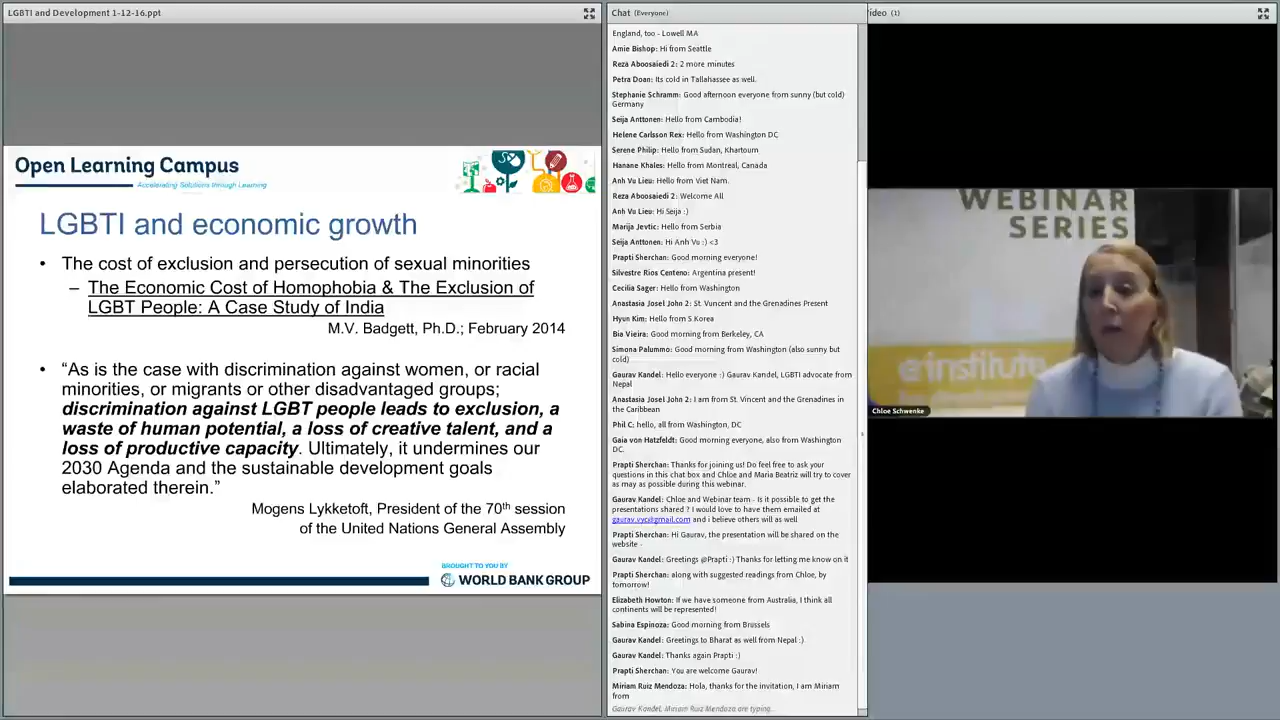 LGBTI and Development 1-12-16.ppt
Open Learning Campus
Accelerating Solutions through Learning
LGBTI and economic growth
• The cost of exclusion and persecution of sexual minorities
– The Economic Cost of Homophobia & The Exclusion of
LGBT People: A Case Study of India
M.V. Badgett, Ph.D.; February 2014
• “As is the case with discrimination against women, or racial
minorities, or migrants or other disadvantaged groups;
discrimination against LGBT people leads to exclusion, a
waste of human potential, a loss of creative talent, and a
loss of productive capacity. Ultimately, it undermines our
2030 Agenda and the sustainable development goals
elaborated therein.”
Mogens Lykketoft, President of the 70th session
of the United Nations General Assembly
BROUGHT TO YOU BY
WORLD BANK GROUP
Chat (Everyone)
England, too - Lowell MA
Amie Bishop: Hi from Seattle
Reza Aboosaiedi 2: 2 more minutes
Petra Doan: Its cold in Tallahassee as well.
Stephanie Schramm: Good afternoon everyone from sunny (but cold)
Germany
Seija Anttonen: Hello from Cambodia!
Helene Carlsson Rex: Hello from Washington DC
Serene Philip: Hello from Sudan, Khartoum
Hanane Khales: Hello from Montreal, Canada
Anh Vu Lieu: Hello from Viet Nam.
Reza Aboosaiedi 2: Welcome All
Anh Vu Lieu: Hi Seija :)
Marija Jevtic: Hello from Serbia
Seija Anttonen: Hi Anh Vu :) <3
Prapti Sherchan: Good morning everyone!
Silvestre Rios Centeno: Argentina present!
Cecilia Sager: Hello from Washington
Anastasia Josel John 2: St. Vuncent and the Grenadines Present
Hyun Kim: Hello from S.Korea
Bia Vieira: Good morning from Berkeley, CA
Simona Palummo: Good morning from Washington (also sunny but
cold)
Gaurav Kandel: Hello everyone :) Gaurav Kandel, LGBTI advocate from
Nepal
Anastasia Josel John 2: I am from St. Vincent and the Grenadines in
the Caribbean
Phil C: hello, all from Washington, DC
Gaia von Hatzfeldt: Good morning everyone, also from Washington
DC.
Prapti Sherchan: Thanks for joining us! Do feel free to ask your
questions in this chat box and Chloe and Maria Beatriz will try to cover
as may as possible during this webinar.
Gaurav Kandel: Chloe and Webinar team - Is it possible to get the
presentations shared ? I would love to have them emailed at
gaurav.vyc@gmail.com and i believe others will as well
Prapti Sherchan: Hi Gaurav, the presentation will be shared on the
website -
Gaurav Kandel: Greetings @Prapti :) Thanks for letting me know on it
Prapti Sherchan: along with suggested readings from Chloe, by
tomorrow!
Elizabeth Howton: If we have someone from Australia, I think all
continents will be represented!
Sabina Espinoza: Good morning from Brussels
Gaurav Kandel: Greetings to Bharat as well from Nepal :)
Gaurav Kandel: Thanks again Prapti :)
Prapti Sherchan: You are welcome Gaurav!
Miriam Ruiz Mendoza: Hola, thanks for the invitation, I am Miriam
from
Gaurav Kandel, Miriam Ruiz Mendoza are typing...
Video (1)
WEBINAR
SERIES
e-institute
Chloe Schwenke